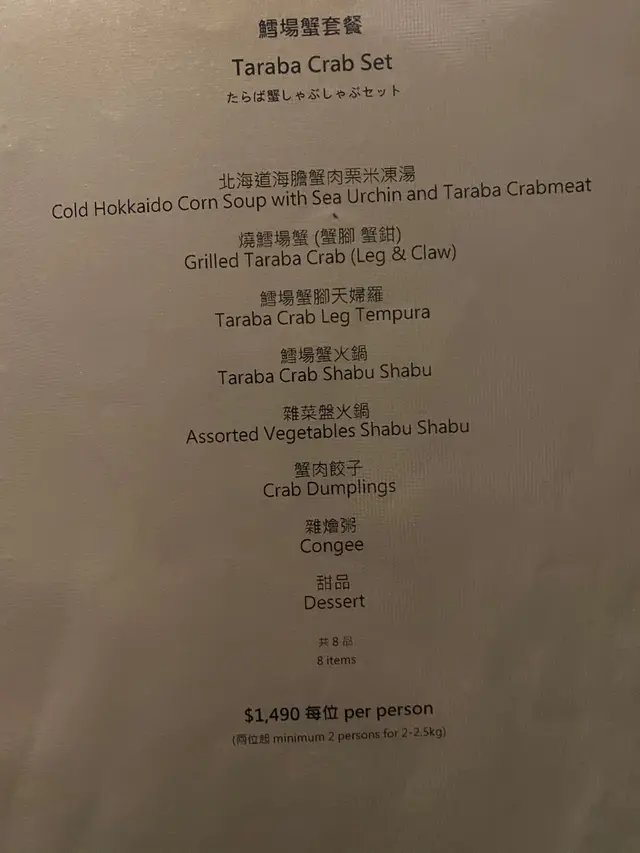 鱈場蟹套餐
Taraba Crab Set
たらば蟹しゃぶしゃぶセット
北海道海膽蟹肉栗米凍湯
Cold Hokkaido Corn Soup with Sea Urchin and Taraba Crabmeat
燒鱈場蟹 (蟹腳 蟹鉗)
Grilled Taraba Crab (Leg & Claw)
鱈場蟹腳天婦羅
Taraba Crab Leg Tempura
鱈場蟹火鍋
Taraba Crab Shabu Shabu
雜菜盤火鍋
Assorted Vegetables Shabu Shabu
蟹肉餃子
Crab Dumplings
雜燴粥
Congee
甜品
Dessert
共 8 品
8 items
$1,490 每位 per person
(兩位起 minimum 2 persons for 2-2.5kg)